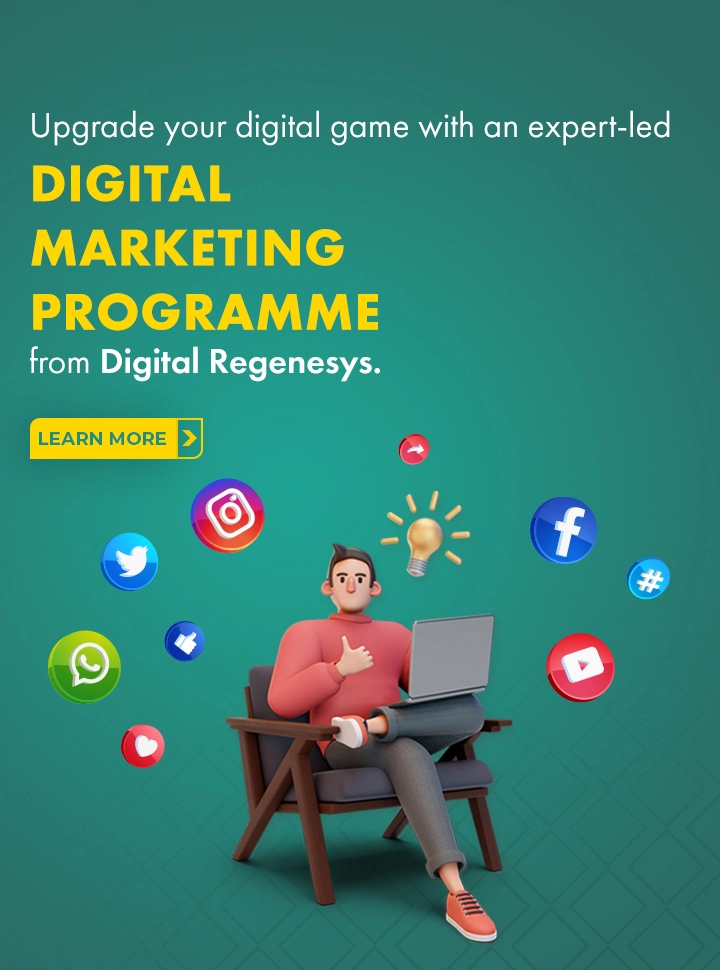 Upgrade your digital game with an expert-led
DIGITAL
MARKETING
PROGRAMME
from Digital Regenesys.
LEARN MORE
#